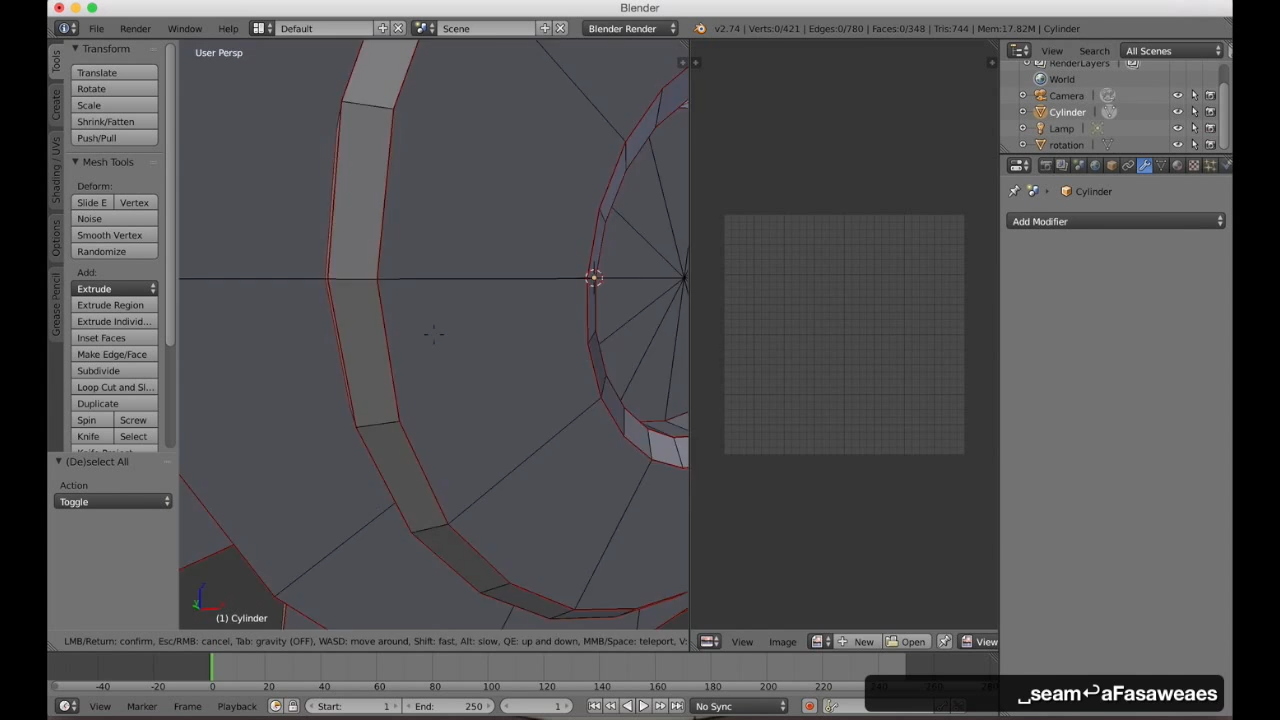 Blender
File
Render
Window
Help
Default
Scene
Blender Render
v2.74 | Verts:0/421 | Edges:0/780 | Faces:0/348 | Tris:744 | Mem:17.82M | Cylinder
Tools
Create
Shading / UVs
Options
Grease Pencil
Transform
Translate
Rotate
Scale
Shrink/Fatten
Push/Pull
Mesh Tools
Deform:
Slide E
Vertex
Noise
Smooth Vertex
Randomize
Add:
Extrude
Extrude Region
Extrude Individ...
Inset Faces
Make Edge/Face
Subdivide
Loop Cut and Sl...
Duplicate
Spin
Screw
Knife
Select
(De)select All
Action
Toggle
User Persp
(1) Cylinder
LMB/Return: confirm, Esc/RMB: cancel, Tab: gravity (OFF), WASD: move around, Shift: fast, Alt: slow, QE: up and down, MMB/Space: teleport, V:
View
Image
New
Open
View
View
Search
All Scenes
RenderLayers
World
Camera
Cylinder
Lamp
rotation
Cylinder
Add Modifier
-40 -20 0 20 40 60 80 100 120 140 160 180 200 220 240 260 280
View
Marker
Frame
Playback
Start: 1
End: 250
1
No Sync
␣seam↩aFasaweaes